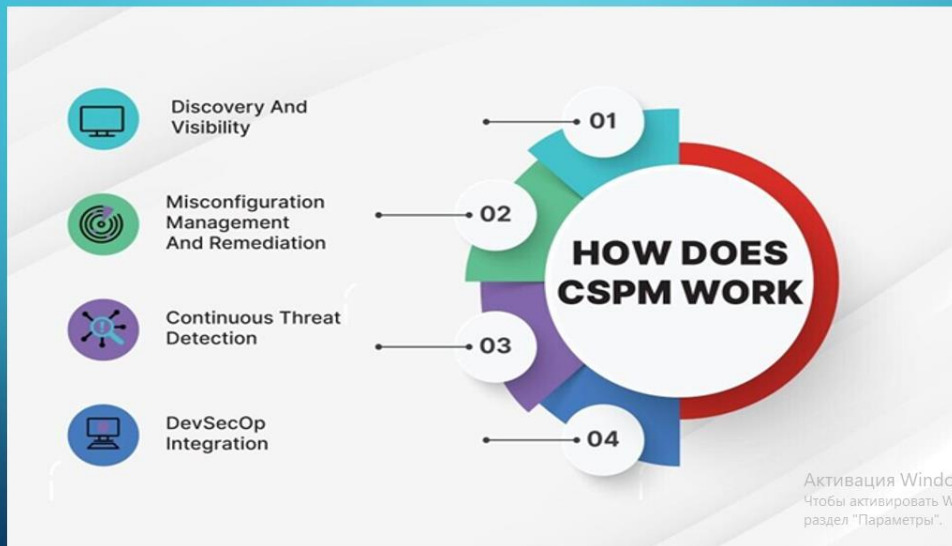 Discovery And
Visibility
01
Misconfiguration
Management
And Remediation
02
HOW DOES
CSPM WORK
Continuous Threat
Detection
03
DevSecOp
Integration
04
Активация Windo
Чтобы активировать W
раздел "Параметры".